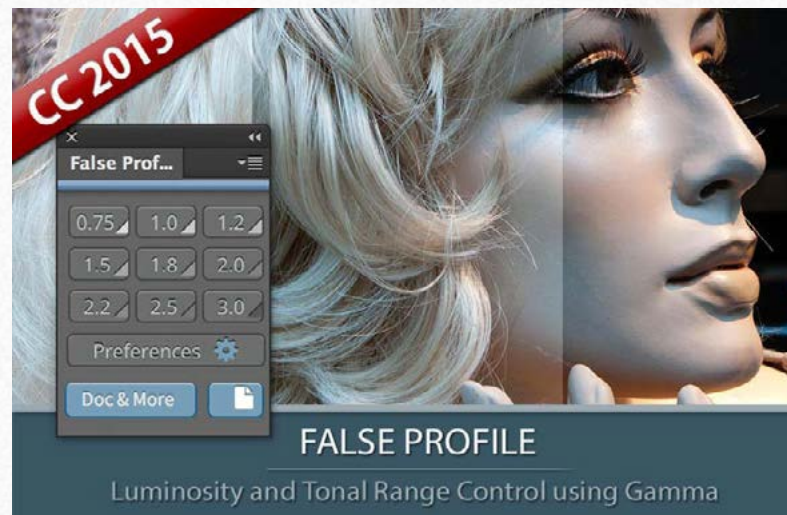 CC 2015
False Prof...
0.75 1.0 1.2
1.5 1.8 2.0
2.2 2.5 3.0
Preferences
Doc & More
FALSE PROFILE
Luminosity and Tonal Range Control using Gamma